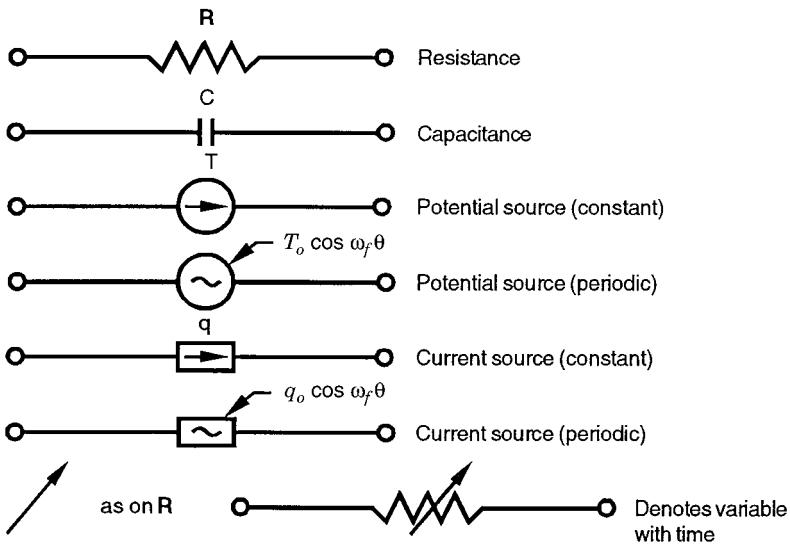 R
Resistance
C
Capacitance
T
Potential source (constant)
T_o cos ω_f θ
Potential source (periodic)
q
Current source (constant)
q_o cos ω_f θ
Current source (periodic)
as on R
Denotes variable
with time